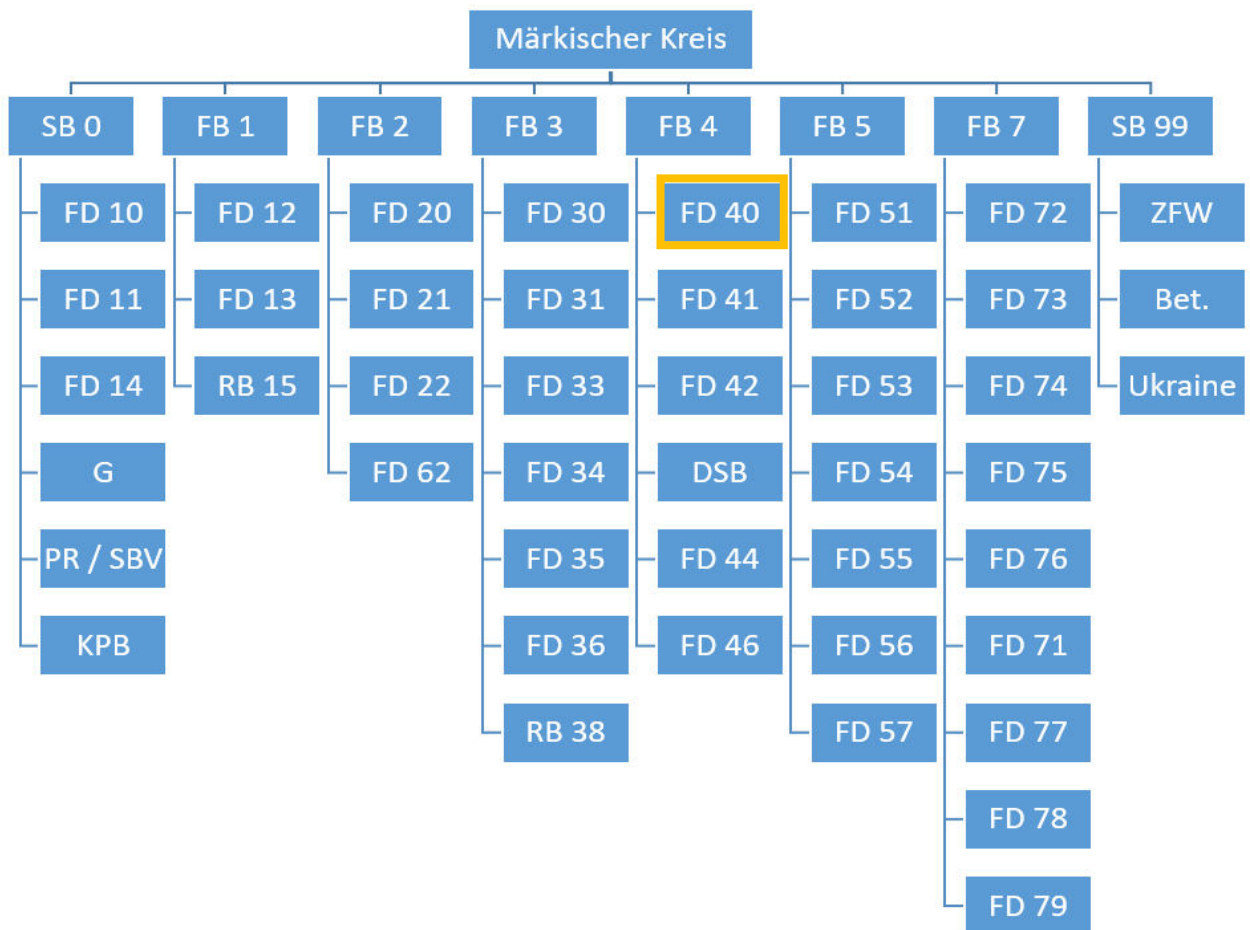 Märkischer Kreis
SB 0
FB 1
FB 2
FB 3
FB 4
FB 5
FB 7
SB 99
FD 10
FD 12
FD 20
FD 30
FD 40
FD 51
FD 72
ZFW
FD 11
FD 13
FD 21
FD 31
FD 41
FD 52
FD 73
Bet.
FD 14
RB 15
FD 22
FD 33
FD 42
FD 53
FD 74
Ukraine
G
FD 62
FD 34
DSB
FD 54
FD 75
PR / SBV
FD 35
FD 44
FD 55
FD 76
KPB
FD 36
FD 46
FD 56
FD 71
RB 38
FD 57
FD 77
FD 78
FD 79